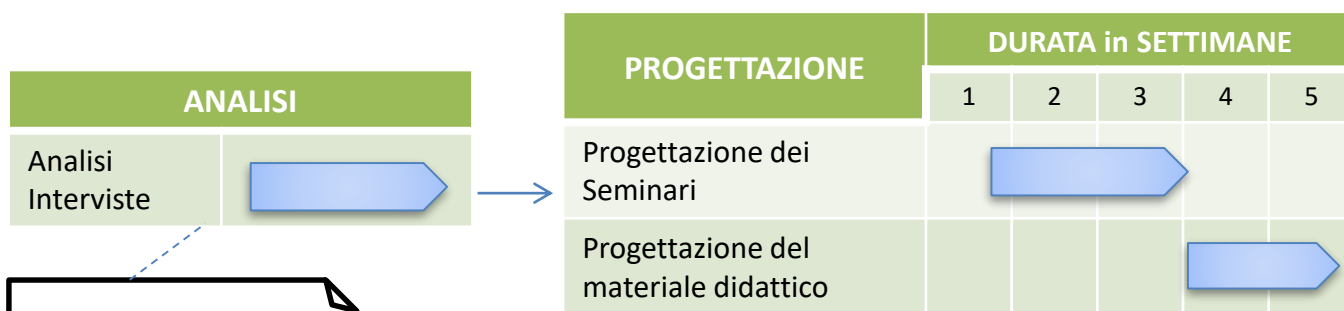 ANALISI
Analisi
Interviste
PROGETTAZIONE
DURATA in SETTIMANE
1 2 3 4 5
Progettazione dei
Seminari
Progettazione del
materiale didattico